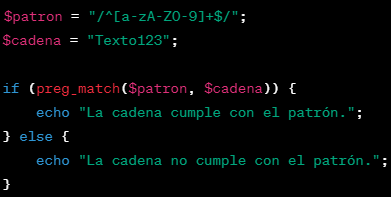 $patron = "/^[a-zA-Z0-9]+$/";
$cadena = "Texto123";
if (preg_match($patron, $cadena)) {
    echo "La cadena cumple con el patrón.";
} else {
    echo "La cadena no cumple con el patrón.";
}